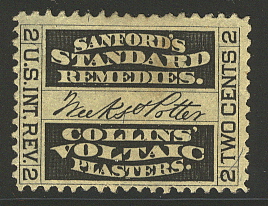 SANFORD'S
STANDARD
REMEDIES.
Weeks & Potter
COLLINS'
VOLTAIC
PLASTERS.
2 U.S. INT. REV. 2
2 TWO CENTS 2